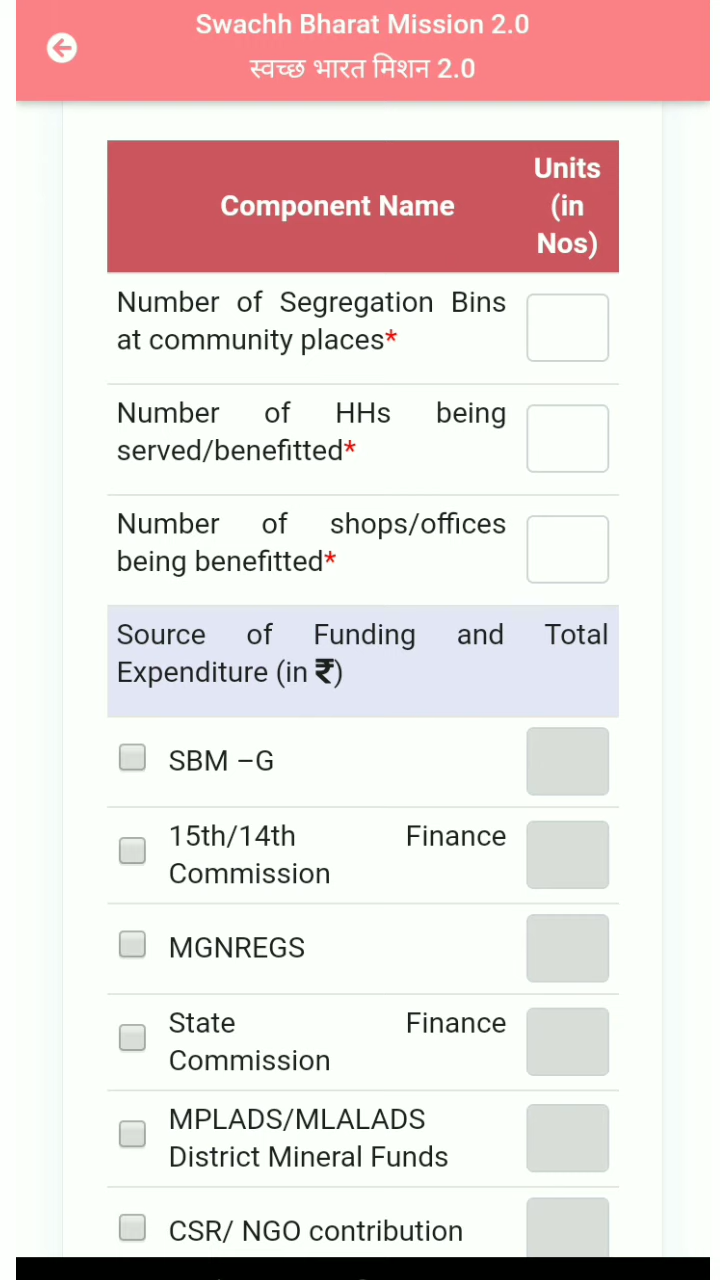 Swachh Bharat Mission 2.0
स्वच्छ भारत मिशन 2.0
Component Name
Units
(in
Nos)
Number of Segregation Bins
at community places*
Number of HHs being
served/benefitted*
Number of shops/offices
being benefitted*
Source of Funding and Total
Expenditure (in ₹)
SBM –G
15th/14th Finance
Commission
MGNREGS
State Finance
Commission
MPLADS/MLALADS
District Mineral Funds
CSR/ NGO contribution